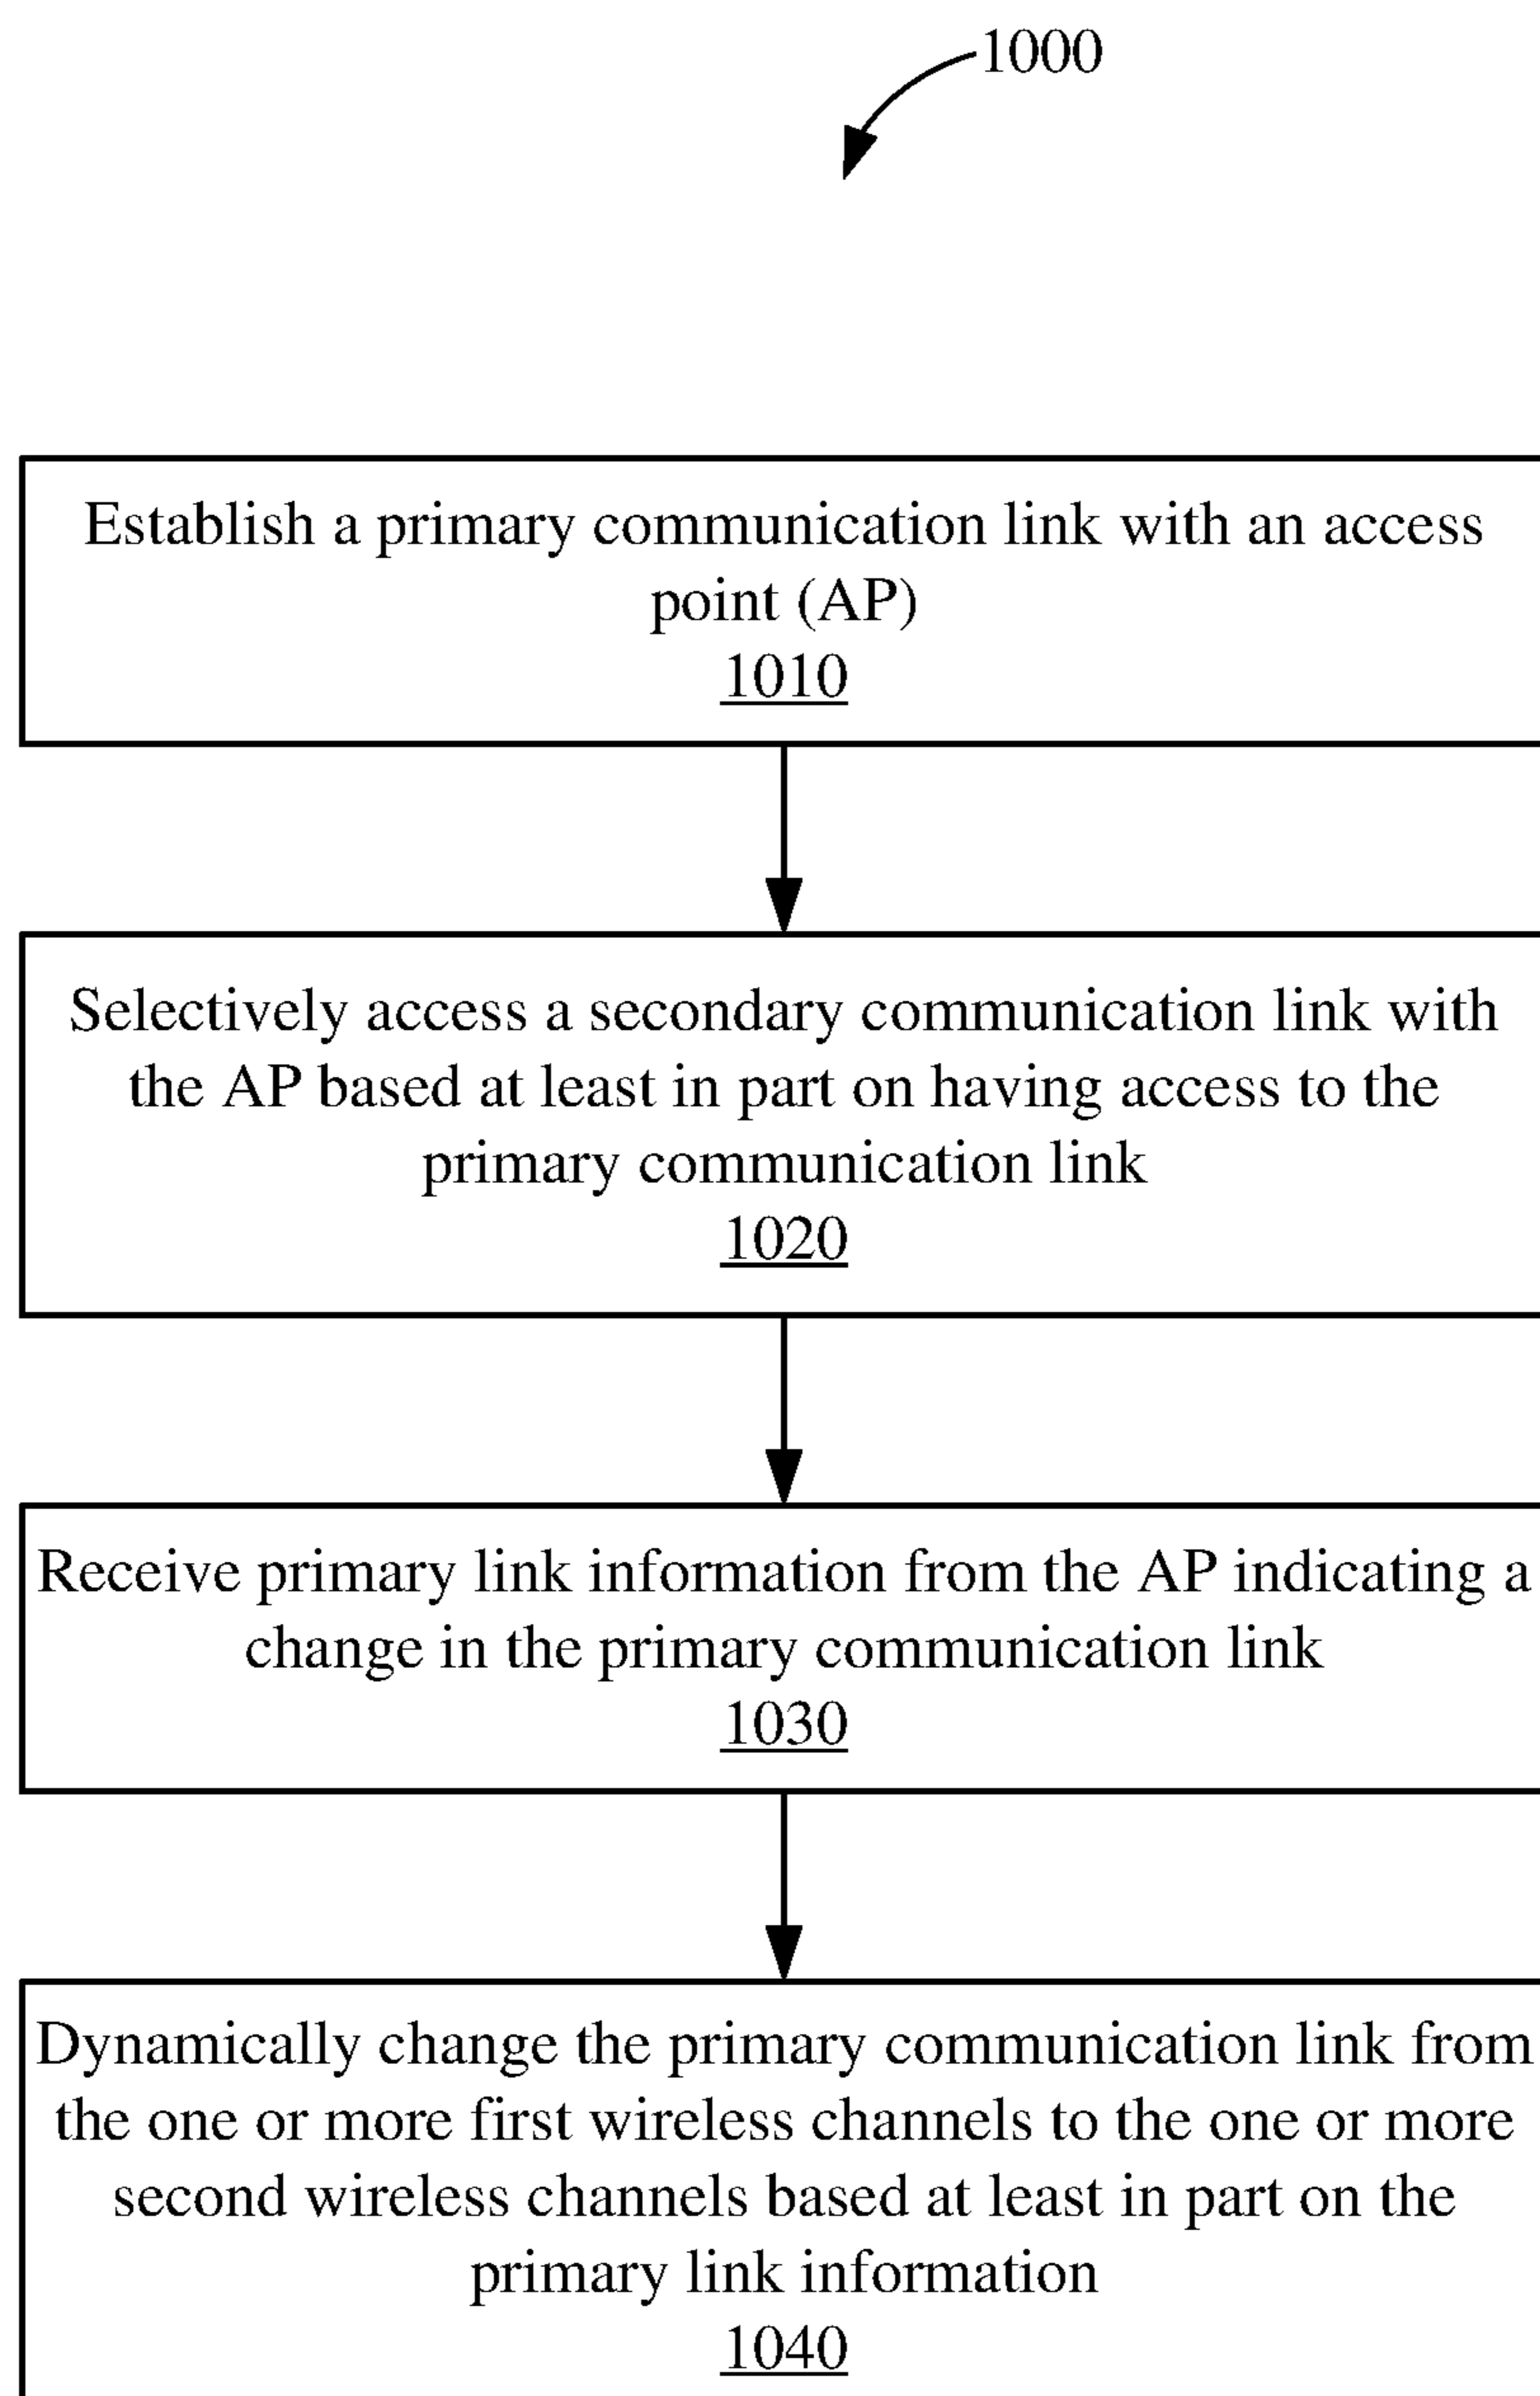 1000
Establish a primary communication link with an access
point (AP)
1010
Selectively access a secondary communication link with
the AP based at least in part on having access to the
primary communication link
1020
Receive primary link information from the AP indicating a
change in the primary communication link
1030
Dynamically change the primary communication link from
the one or more first wireless channels to the one or more
second wireless channels based at least in part on the
primary link information
1040